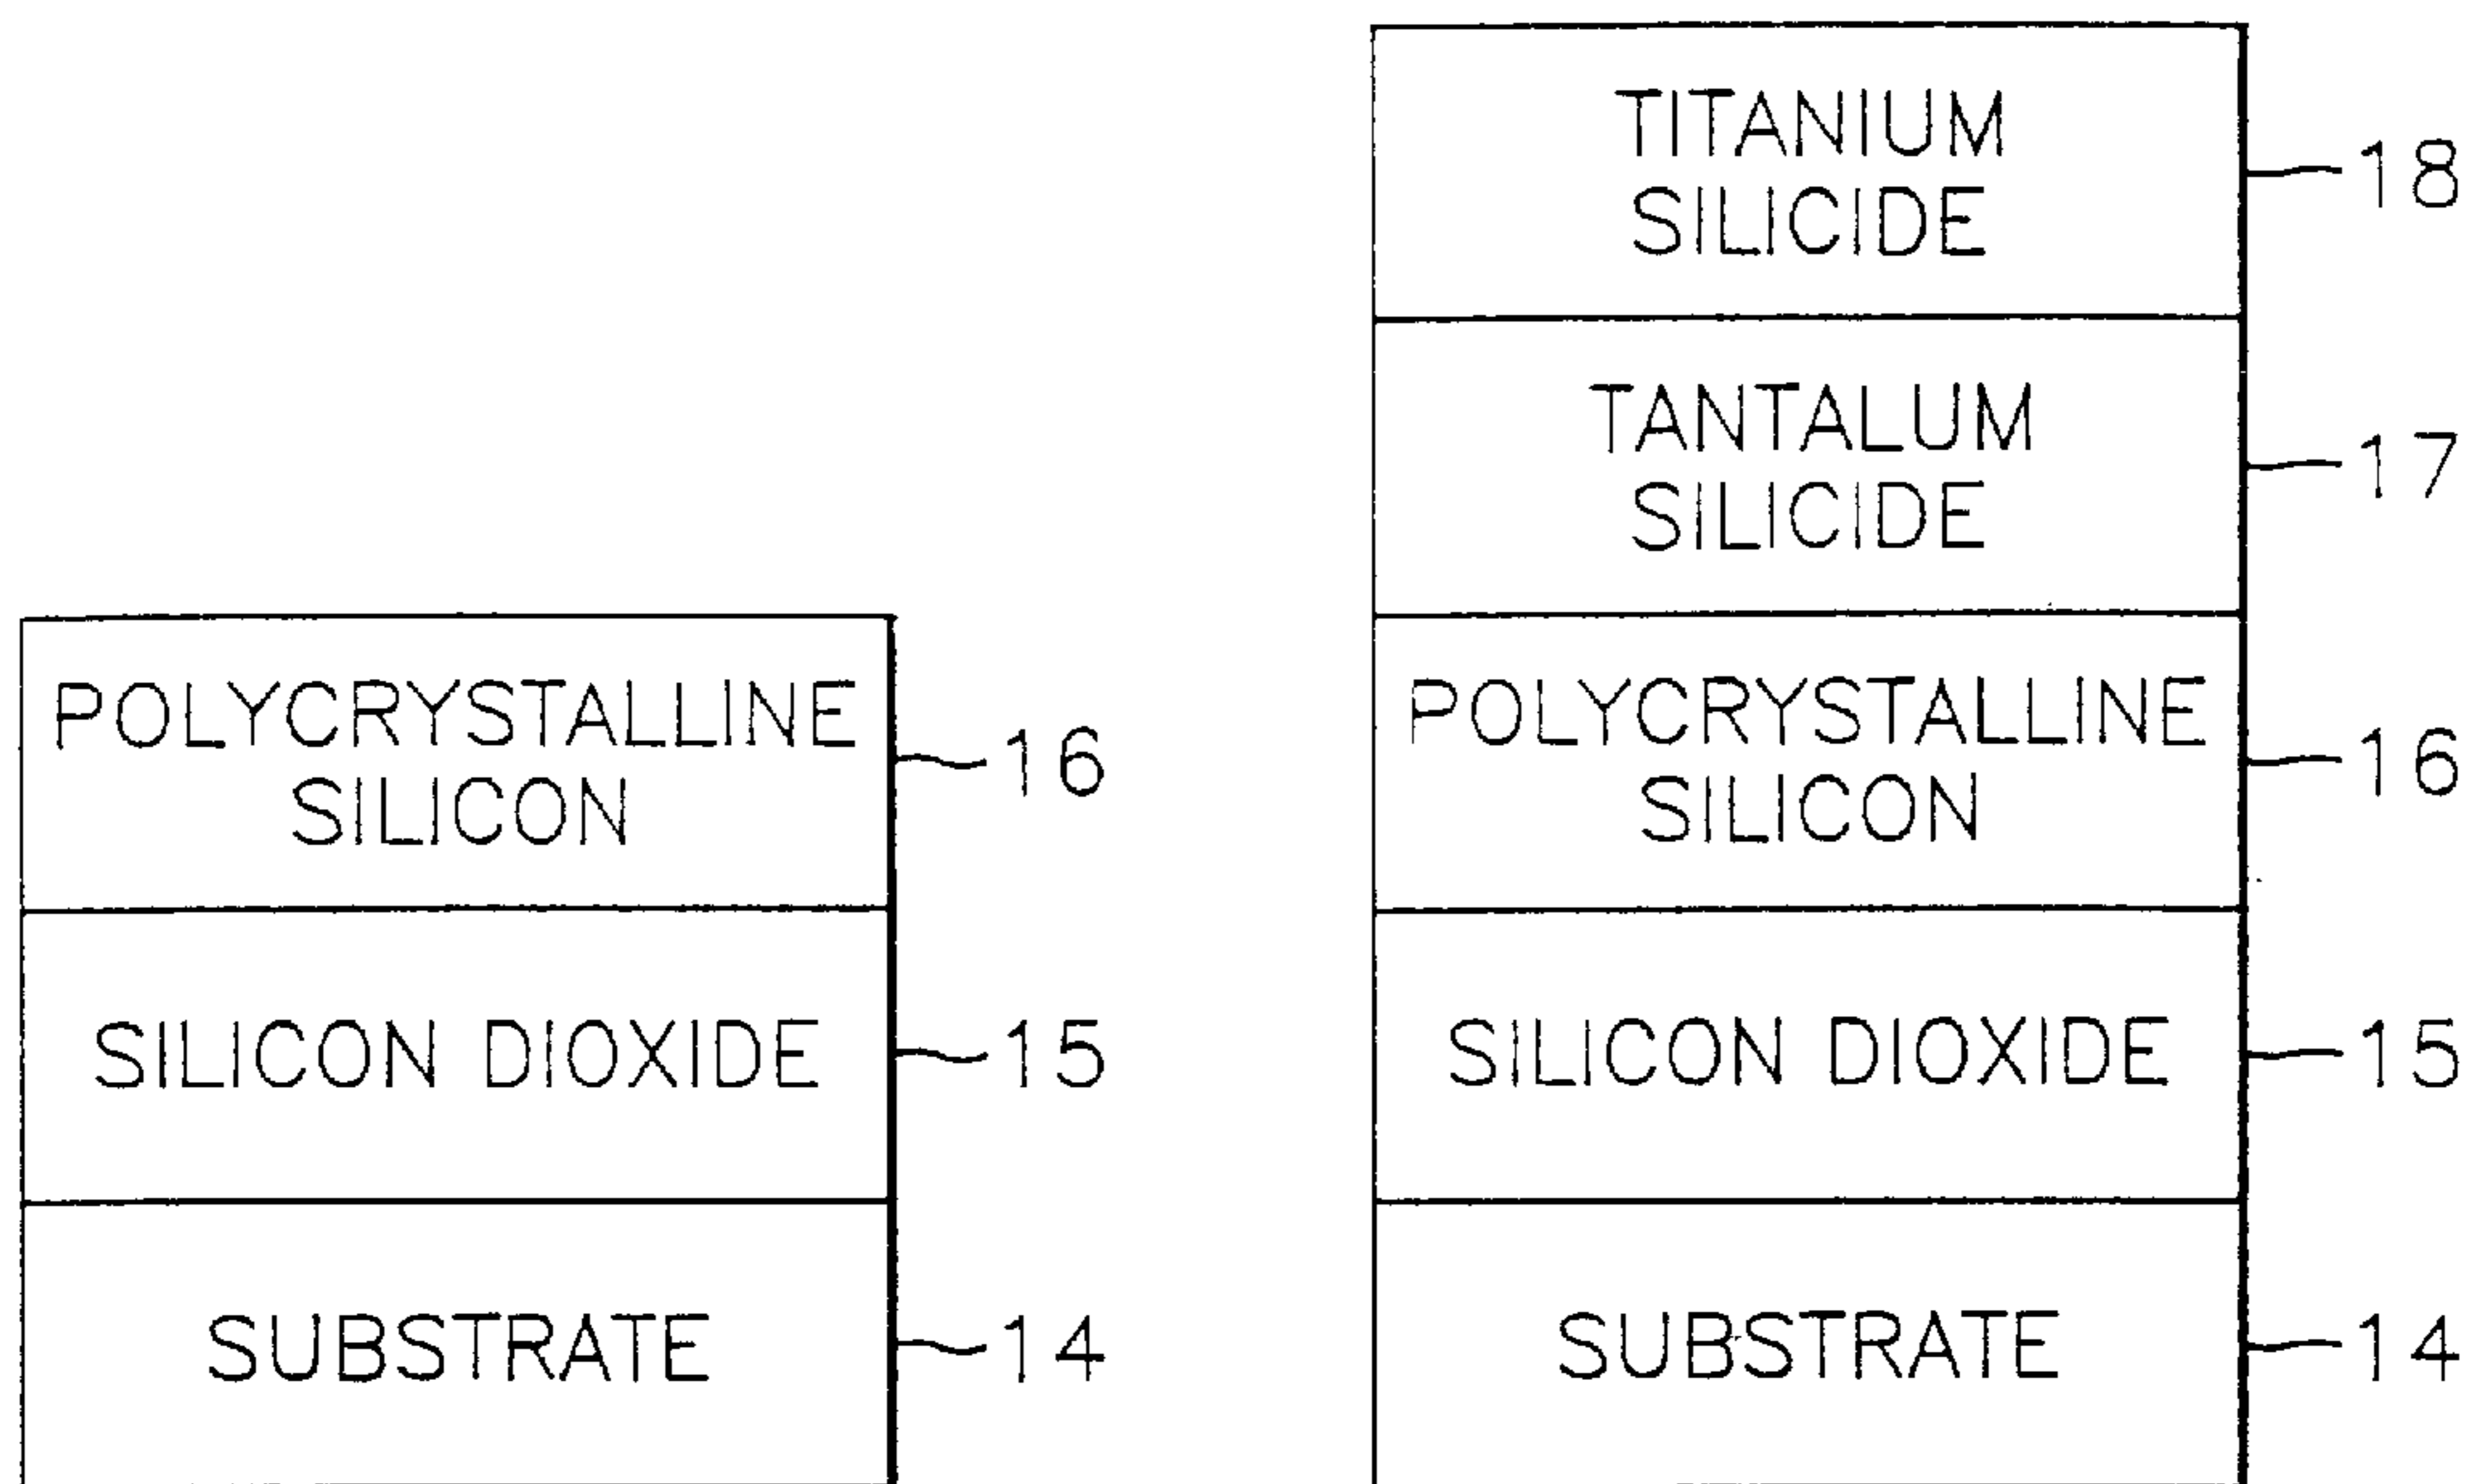 POLYCRYSTALLINE
SILICON
16
SILICON DIOXIDE
15
SUBSTRATE
14
TITANIUM
SILICIDE
18
TANTALUM
SILICIDE
17
POLYCRYSTALLINE
SILICON
16
SILICON DIOXIDE
15
SUBSTRATE
14